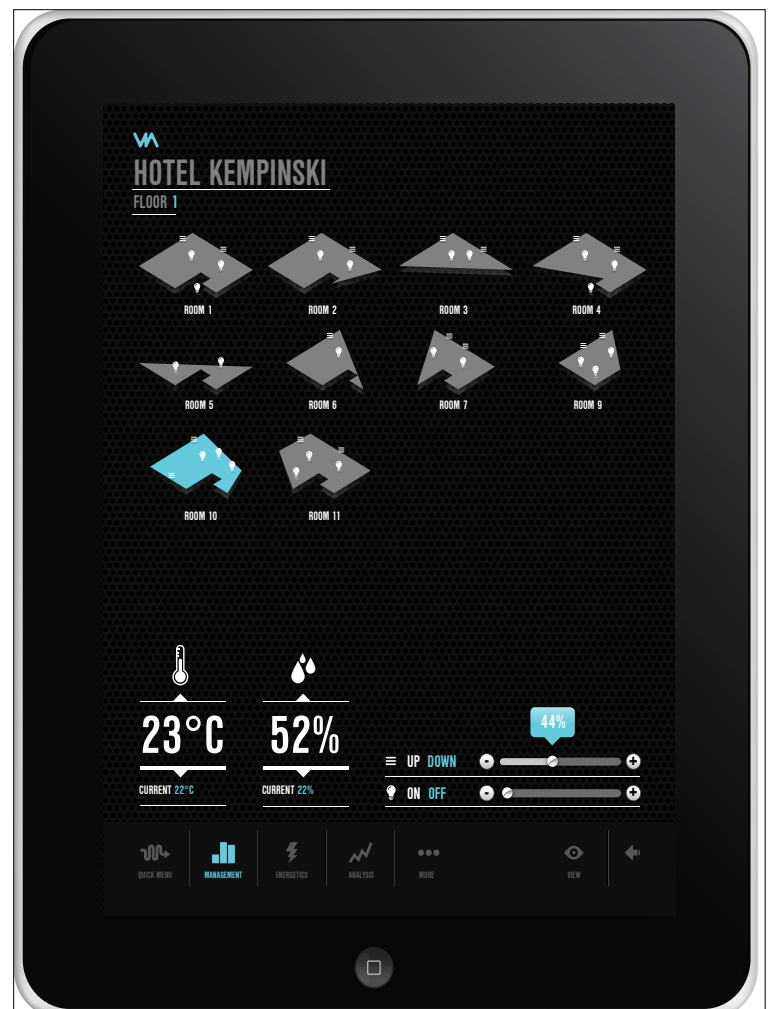 VIA
HOTEL KEMPINSKI
FLOOR 1
ROOM 1
ROOM 2
ROOM 3
ROOM 4
ROOM 5
ROOM 6
ROOM 7
ROOM 9
ROOM 10
ROOM 11
23°C
52%
CURRENT 22°C
CURRENT 22%
44%
UP DOWN - +
ON OFF - +
QUICK MENU
MANAGEMENT
ENERGETICS
ANALYSIS
MORE
VIEW